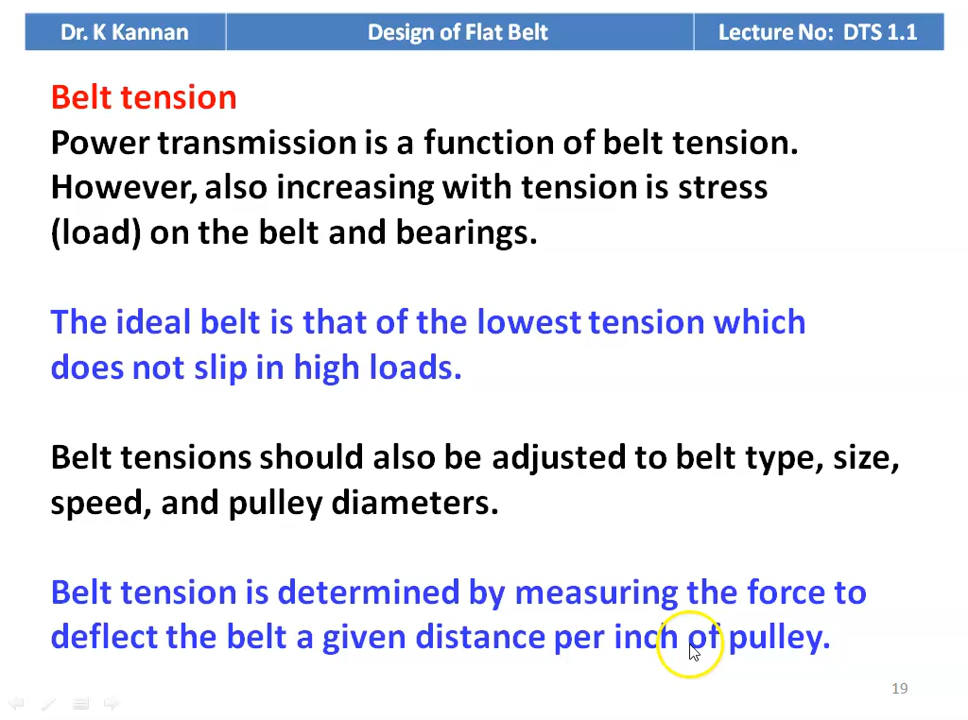 Dr. K Kannan
Design of Flat Belt
Lecture No: DTS 1.1
Belt tension
Power transmission is a function of belt tension.
However, also increasing with tension is stress
(load) on the belt and bearings.
The ideal belt is that of the lowest tension which
does not slip in high loads.
Belt tensions should also be adjusted to belt type, size,
speed, and pulley diameters.
Belt tension is determined by measuring the force to
deflect the belt a given distance per inch of pulley.
19